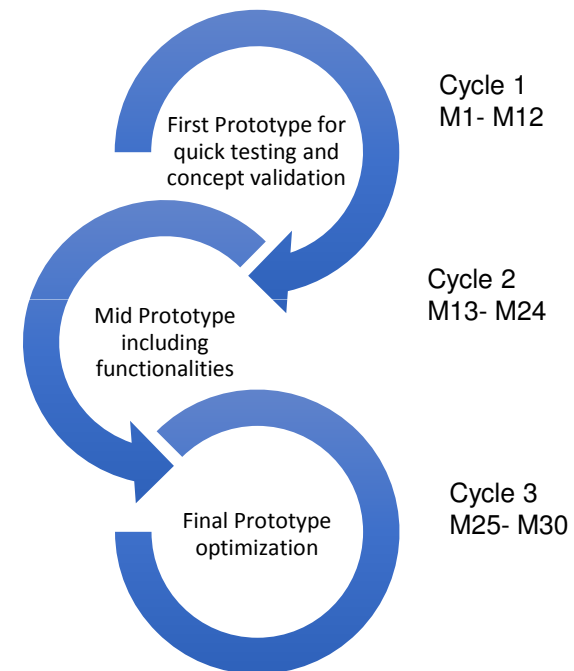 First Prototype for
quick testing and
concept validation
Cycle 1
M1- M12
Mid Prototype
including
functionalities
Cycle 2
M13- M24
Final Prototype
optimization
Cycle 3
M25- M30